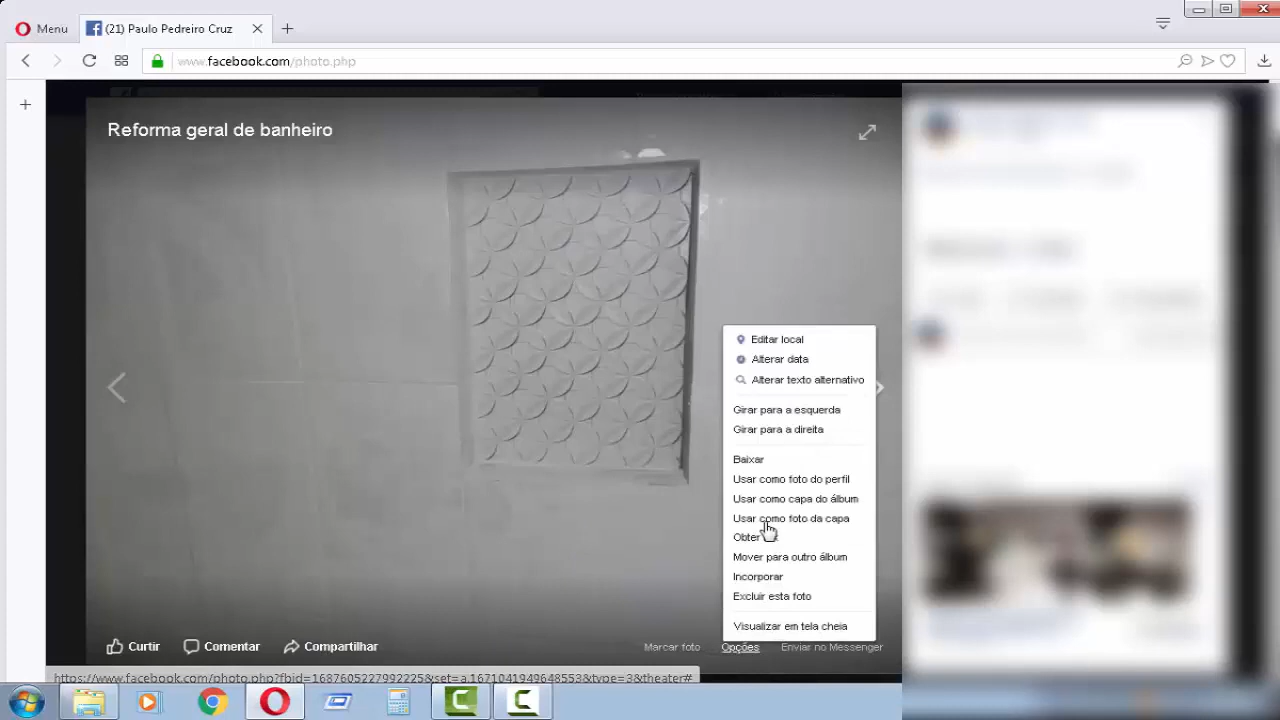 Menu
(21) Paulo Pedreiro Cruz
www.facebook.com/photo.php
Reforma geral de banheiro
Editar local
Alterar data
Alterar texto alternativo
Girar para a esquerda
Girar para a direita
Baixar
Usar como foto do perfil
Usar como capa do álbum
Usar como foto da capa
Obter
Mover para outro álbum
Incorporar
Excluir esta foto
Visualizar em tela cheia
Curtir Comentar Compartilhar Marcar foto Opções Enviar no Messenger
https://www.facebook.com/photo.php?fbid=1687605227992225&set=a.1671041949648553&type=3&theater#